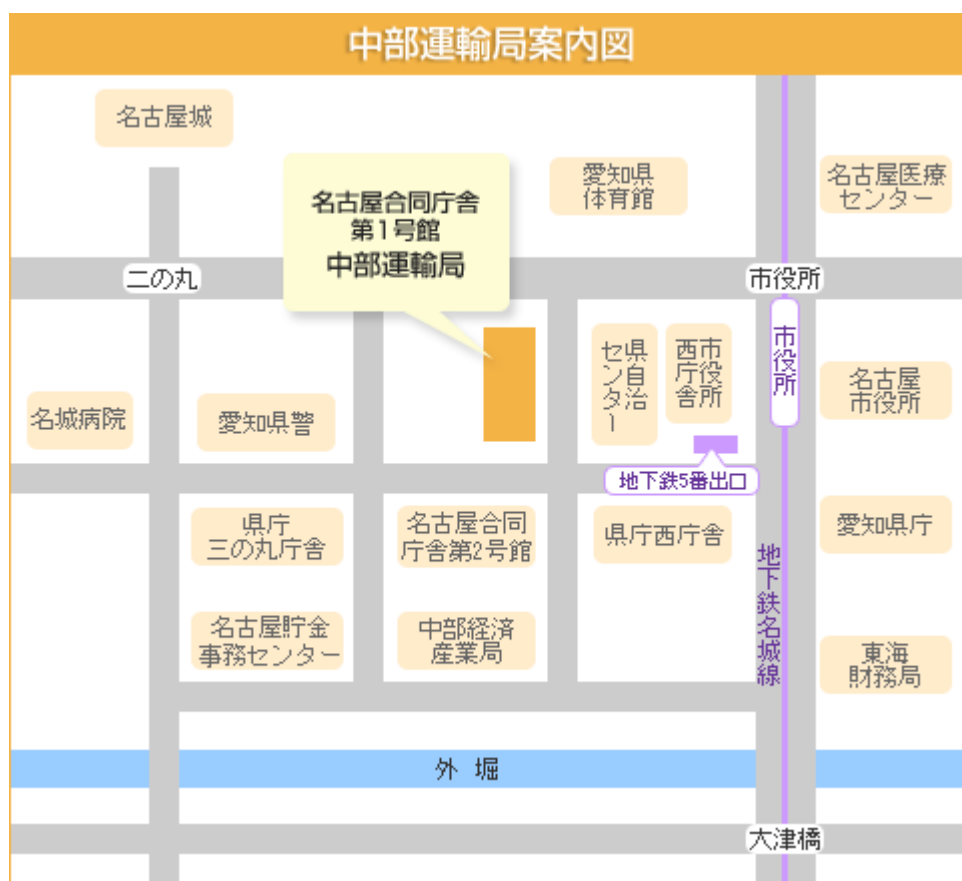 中部運輸局案内図
名古屋城
名古屋合同庁舎
第1号館
中部運輸局
愛知県
体育館
名古屋医療
センター
二の丸
市役所
市役所
名城病院
愛知県警
県自治
センター
市役所
西庁舎
名古屋
市役所
地下鉄5番出口
県庁
三の丸庁舎
名古屋合同
庁舎第2号館
県庁西庁舎
愛知県庁
地下鉄名城線
名古屋貯金
事務センター
中部経済
産業局
東海
財務局
外堀
大津橋